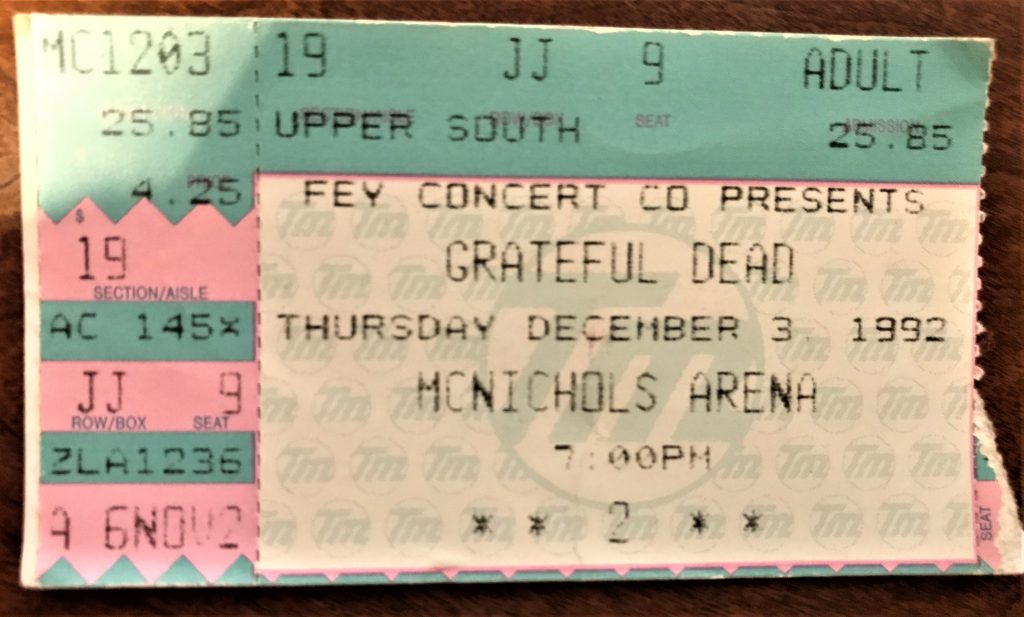 MC1203 19 JJ 9 ADULT
25.85 UPPER SOUTH SEAT 25.85
4.25 FEY CONCERT CO PRESENTS
$
19 GRATEFUL DEAD
SECTION/AISLE
AC 145X THURSDAY DECEMBER 3, 1992
JJ 9 MCNICHOLS ARENA
ROW/BOX SEAT
ZLA1236 7:00PM
A 6NOV2 * * 2 * *
SEAT